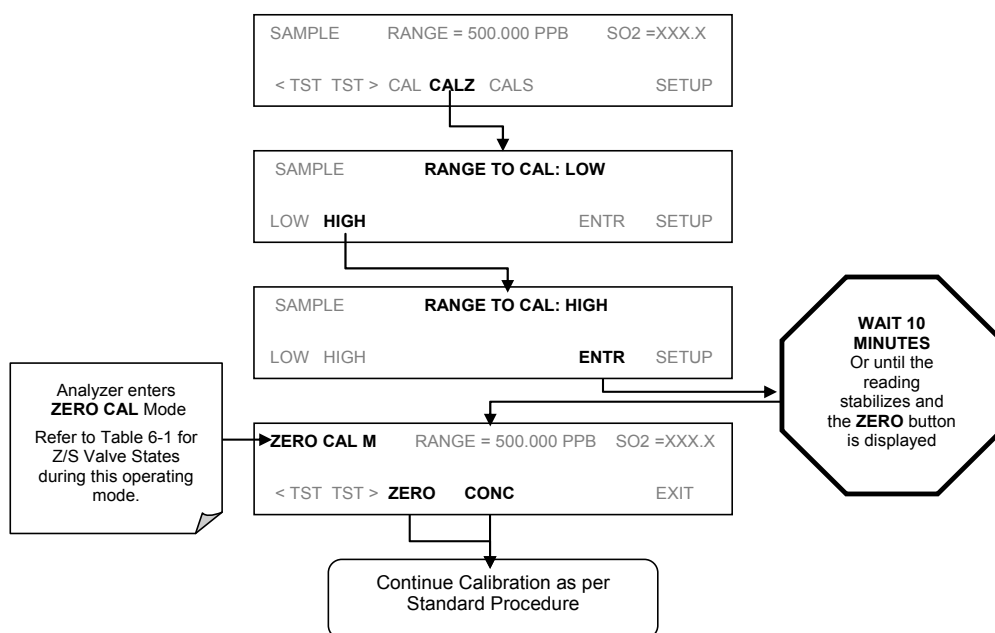 SAMPLE RANGE = 500.000 PPB SO2 =XXX.X
< TST TST > CAL CALZ CALS SETUP
SAMPLE RANGE TO CAL: LOW
LOW HIGH ENTR SETUP
SAMPLE RANGE TO CAL: HIGH
LOW HIGH ENTR SETUP
WAIT 10
MINUTES
Or until the
reading
stabilizes and
the ZERO button
is displayed
Analyzer enters
ZERO CAL Mode
Refer to Table 6-1 for
Z/S Valve States
during this operating
mode.
ZERO CAL M RANGE = 500.000 PPB SO2 =XXX.X
< TST TST > ZERO CONC EXIT
Continue Calibration as per
Standard Procedure